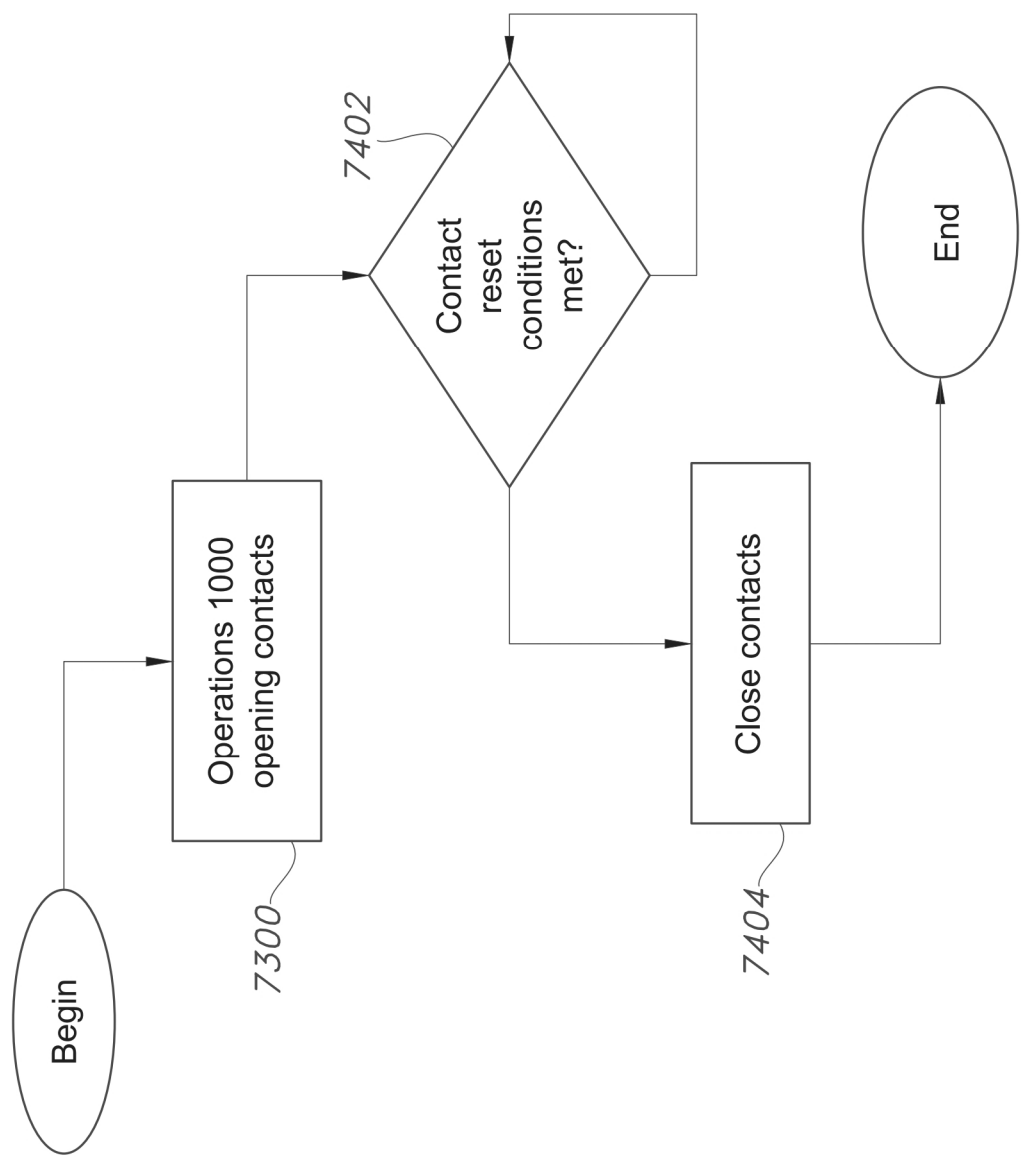 Begin
7300
Operations 1000
opening contacts
7402
Contact
reset
conditions
met?
7404
Close contacts
End